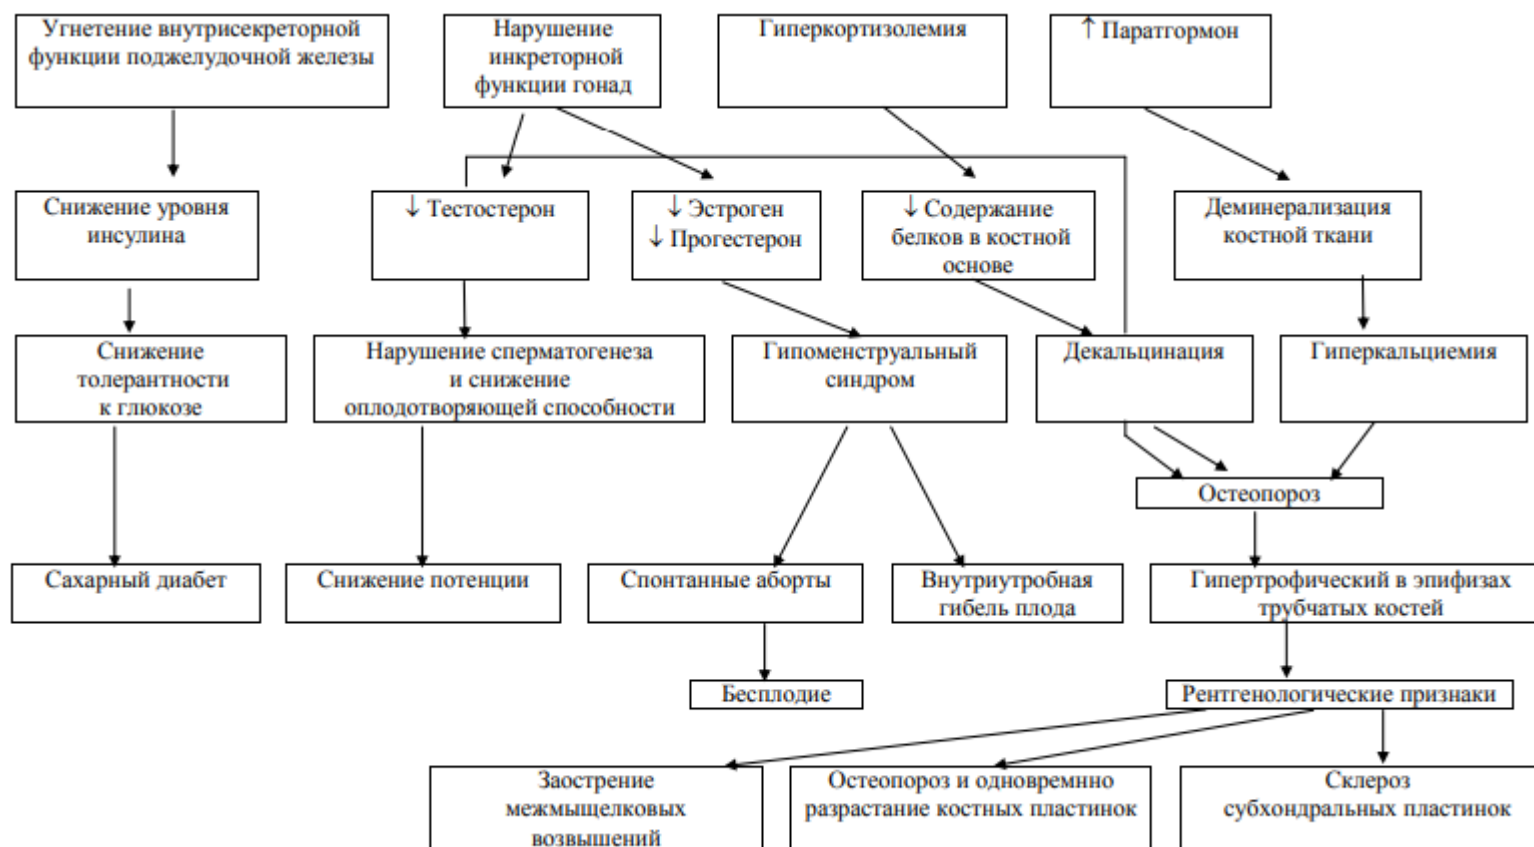 Угнетение внутрисекреторной
функции поджелудочной железы
Нарушение
инкреторной
функции гонад
Гиперкортизолемия
↑ Паратгормон
Снижение уровня
инсулина
↓ Тестостерон
↓ Эстроген
↓ Прогестерон
↓ Содержание
белков в костной
основе
Деминерализация
костной ткани
Снижение
толерантности
к глюкозе
Нарушение сперматогенеза
и снижение
оплодотворяющей способности
Гипоменструальный
синдром
Декальцинация
Гиперкальциемия
Остеопороз
Сахарный диабет
Снижение потенции
Спонтанные аборты
Внутриутробная
гибель плода
Гипертрофический в эпифизах
трубчатых костей
Бесплодие
Рентгенологические признаки
Заострение
межмыщелковых
возвышений
Остеопороз и одновремнно
разрастание костных пластинок
Склероз
субхондральных пластинок